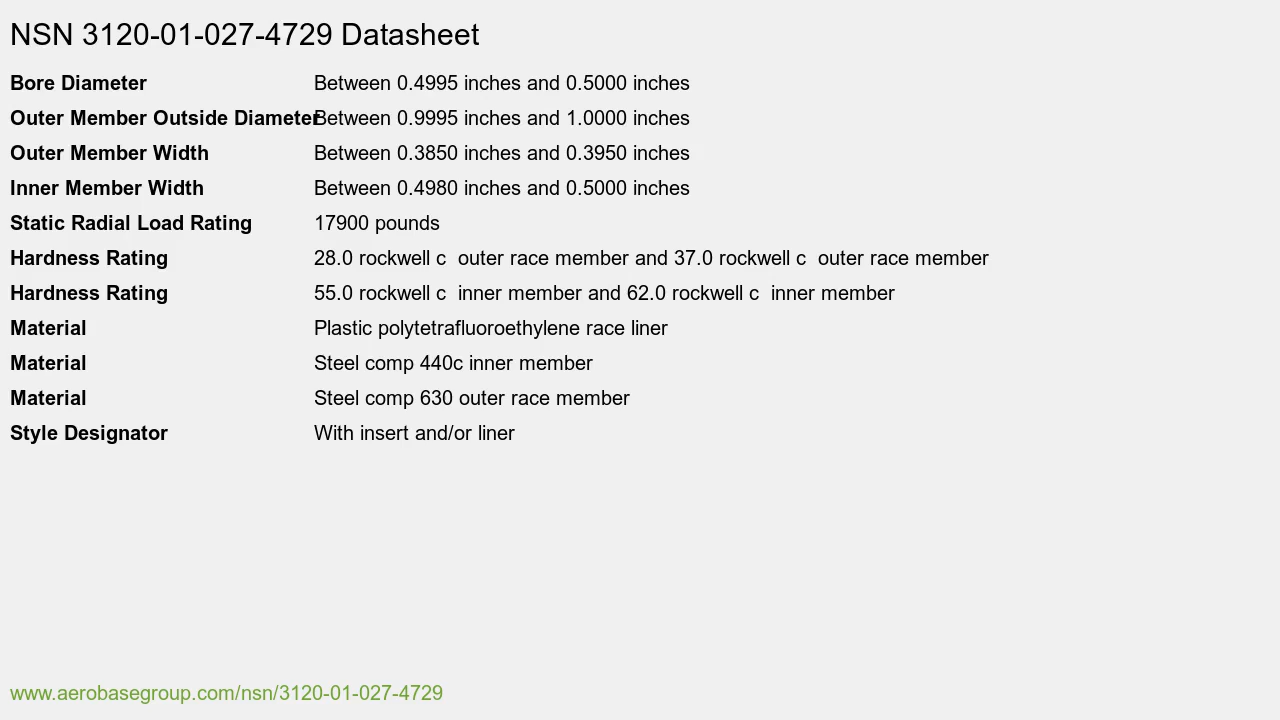 NSN 3120-01-027-4729 Datasheet
Bore Diameter Between 0.4995 inches and 0.5000 inches
Outer Member Outside Diameter Between 0.9995 inches and 1.0000 inches
Outer Member Width Between 0.3850 inches and 0.3950 inches
Inner Member Width Between 0.4980 inches and 0.5000 inches
Static Radial Load Rating 17900 pounds
Hardness Rating 28.0 rockwell c  outer race member and 37.0 rockwell c  outer race member
Hardness Rating 55.0 rockwell c  inner member and 62.0 rockwell c  inner member
Material Plastic polytetrafluoroethylene race liner
Material Steel comp 440c inner member
Material Steel comp 630 outer race member
Style Designator With insert and/or liner
www.aerobasegroup.com/nsn/3120-01-027-4729